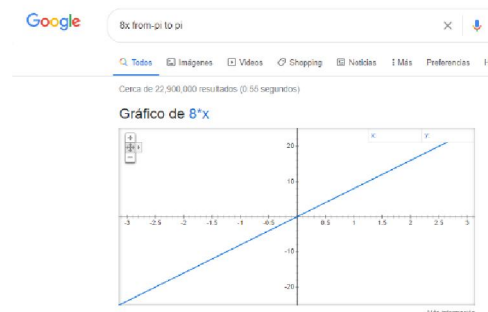 Google
8x from-pi to pi
Todos Imágenes Videos Shopping Noticias Más Preferencias
Cerca de 22,900,000 resultados (0.55 segundos)
Gráfico de 8*x
X Y
20
10
-3 -2.5 -2 -1.5 -1 -0.5 0 0.5 1 1.5 2 2.5 3
-10
-20